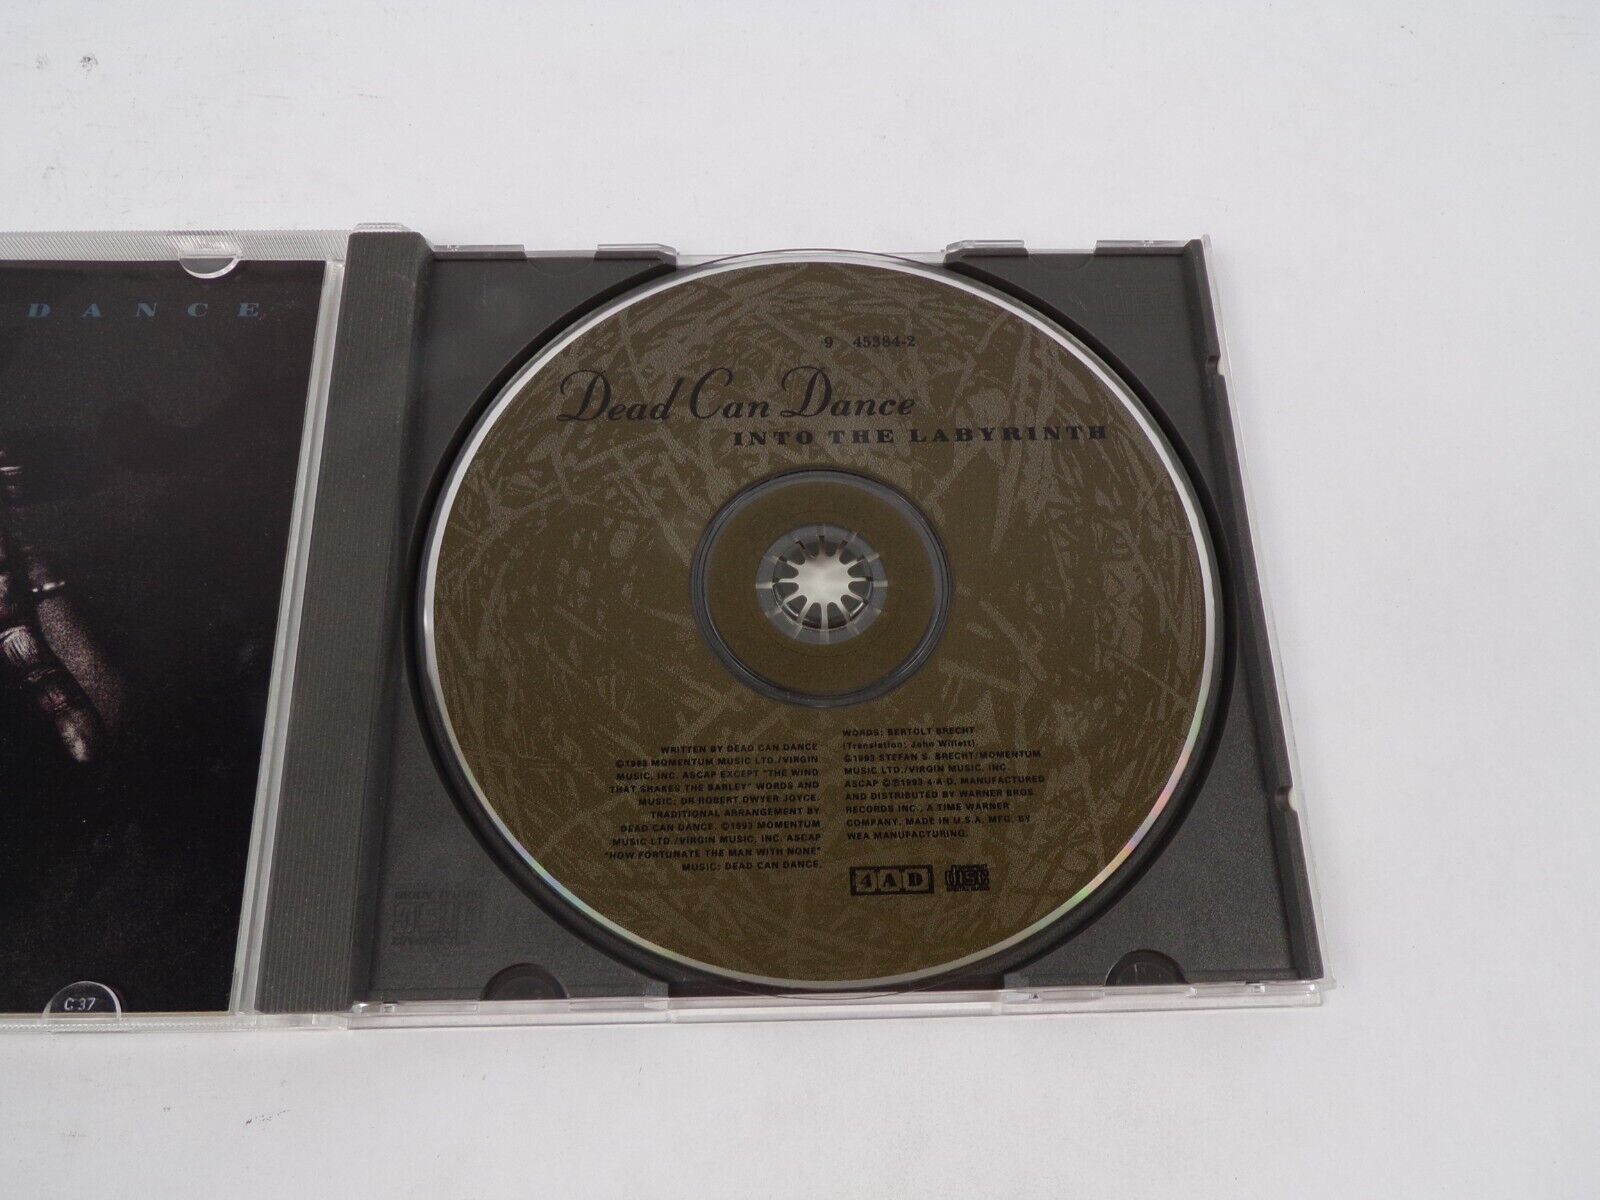 DANCE
C 37
9 45384-2
Dead Can Dance
INTO THE LABYRINTH
WRITTEN BY DEAD CAN DANCE
©1993 MOMENTUM MUSIC LTD./VIRGIN
MUSIC, INC. ASCAP EXCEPT "THE WIND
THAT SHAKES THE BARLEY" WORDS AND
MUSIC: DR ROBERT DWYER JOYCE.
TRADITIONAL ARRANGEMENT BY
DEAD CAN DANCE. ©1993 MOMENTUM
MUSIC LTD./VIRGIN MUSIC, INC. ASCAP
"HOW FORTUNATE THE MAN WITH NONE"
MUSIC: DEAD CAN DANCE.
WORDS: BERTOLT BRECHT
(Translation: John Willett).
©1993 STEFAN S. BRECHT/MOMENTUM
MUSIC LTD./VIRGIN MUSIC, INC.
ASCAP ©℗1993 4·A·D. MANUFACTURED
AND DISTRIBUTED BY WARNER BROS.
RECORDS INC., A TIME WARNER
COMPANY. MADE IN U.S.A. MFG. BY
WEA MANUFACTURING.
4AD
disc
DIGITAL AUDIO